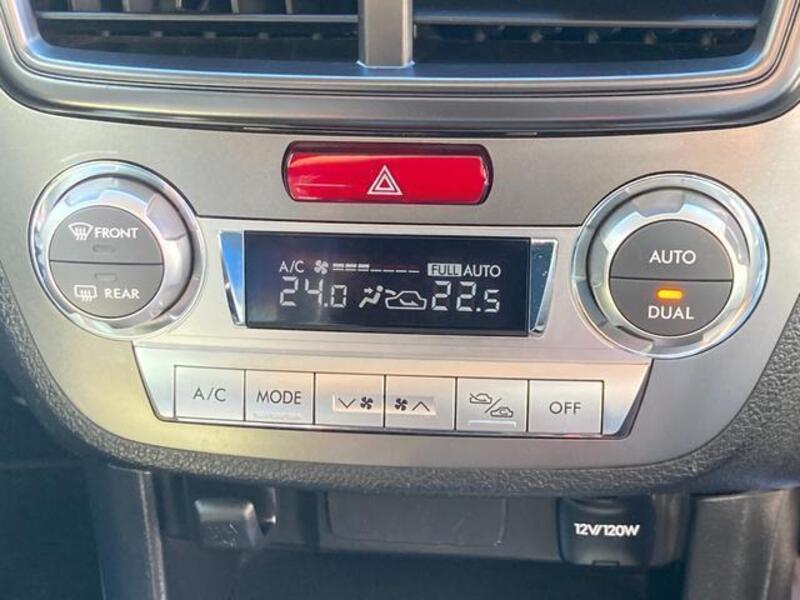 FRONT
REAR
A/C FULL AUTO
24.0 22.5
AUTO
DUAL
A/C MODE OFF
12V/120W